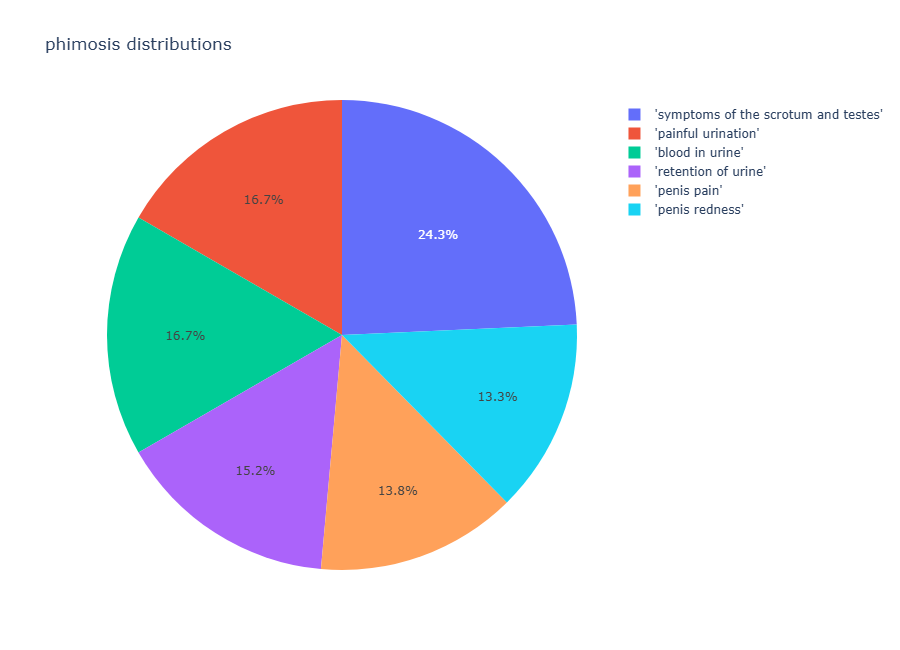 phimosis distributions
'symptoms of the scrotum and testes'
'painful urination'
'blood in urine'
'retention of urine'
'penis pain'
'penis redness'
16.7%
24.3%
16.7%
13.3%
15.2%
13.8%